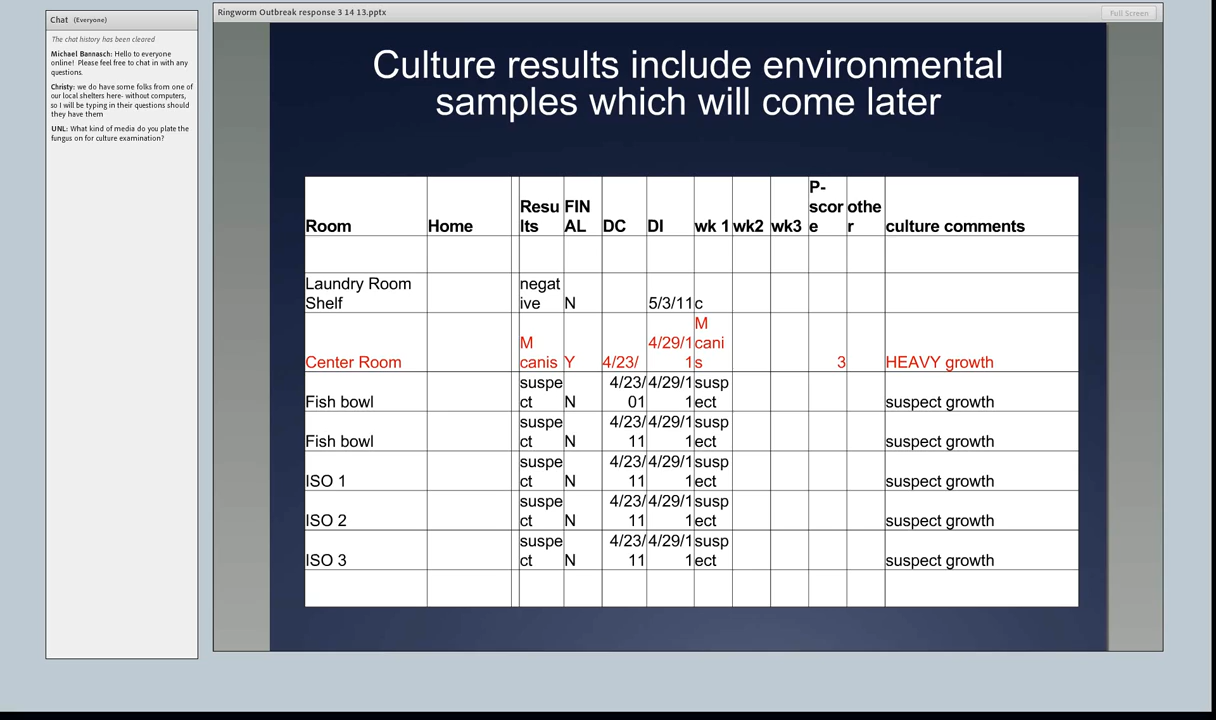 Chat (Everyone)
The chat history has been cleared
Michael Bannasch: Hello to everyone
online! Please feel free to chat in with any
questions.
Christy: we do have some folks from one of
our local shelters here- without computers,
so I will be typing in their questions should
they have them
UNL: What kind of media do you plate the
fungus on for culture examination?
Ringworm Outbreak response 3 14 13.pptx
Full Screen
Culture results include environmental
samples which will come later
Room Home Resu lts FIN AL DC DI wk 1 wk2 wk3 P- scor e othe r culture comments
Laundry Room Shelf negat ive N 5/3/11 c
Center Room M canis Y 4/23/ 4/29/1 1 M cani s 3 HEAVY growth
Fish bowl suspe ct N 4/23/ 01 4/29/1 1 susp ect suspect growth
Fish bowl suspe ct N 4/23/ 11 4/29/1 1 susp ect suspect growth
ISO 1 suspe ct N 4/23/ 11 4/29/1 1 susp ect suspect growth
ISO 2 suspe ct N 4/23/ 11 4/29/1 1 susp ect suspect growth
ISO 3 suspe ct N 4/23/ 11 4/29/1 1 susp ect suspect growth